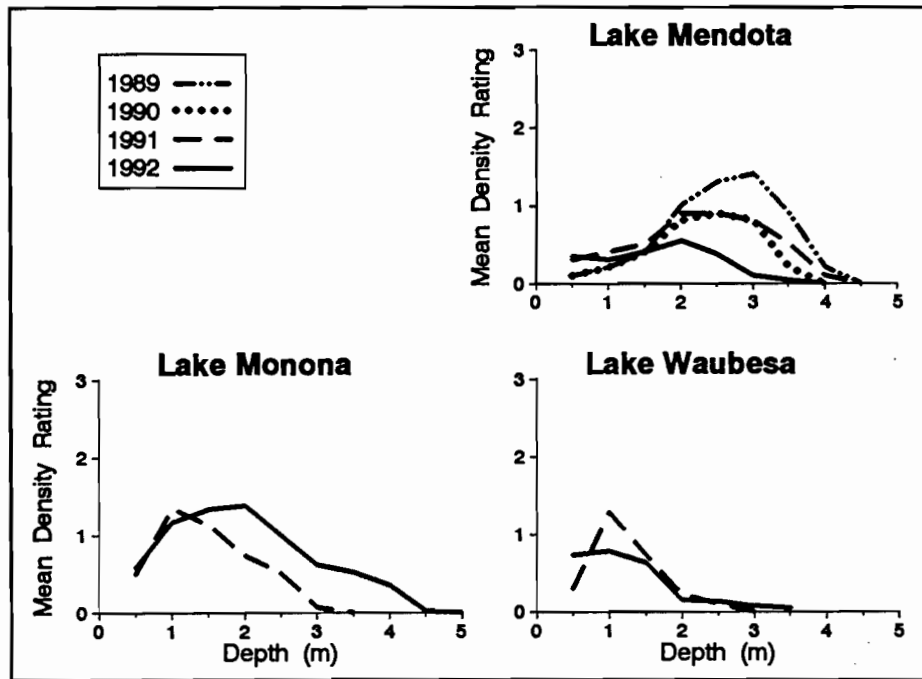 1989
1990
1991
1992
Lake Mendota
Mean Density Rating
3
2
1
0
0 1 2 3 4 5
Lake Monona
Mean Density Rating
3
2
1
0
0 1 2 3 4 5
Depth (m)
Lake Waubesa
3
2
1
0
0 1 2 3 4 5
Depth (m)